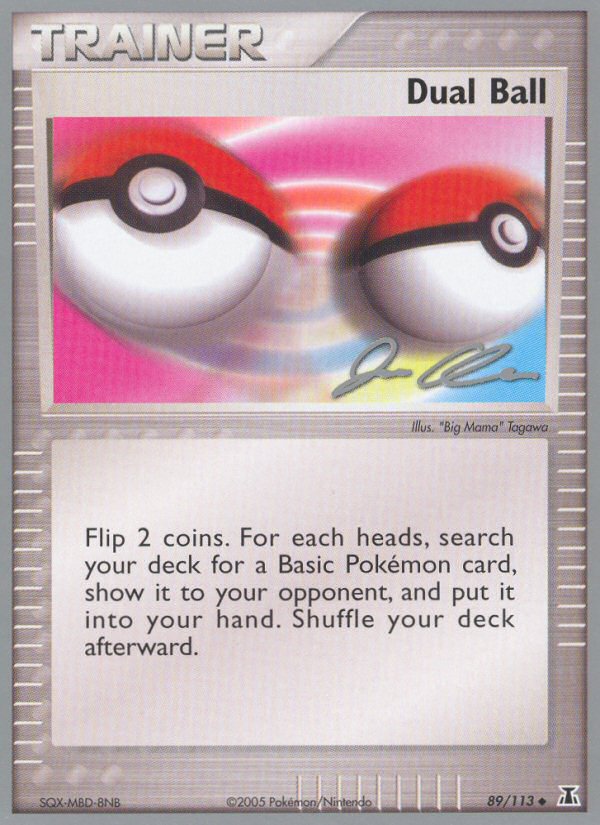 TRAINER
Dual Ball
Illus. "Big Mama" Tagawa
Flip 2 coins. For each heads, search
your deck for a Basic Pokémon card,
show it to your opponent, and put it
into your hand. Shuffle your deck
afterward.
SQX-MBD-8NB
©2005 Pokémon/Nintendo
89/113 ◆